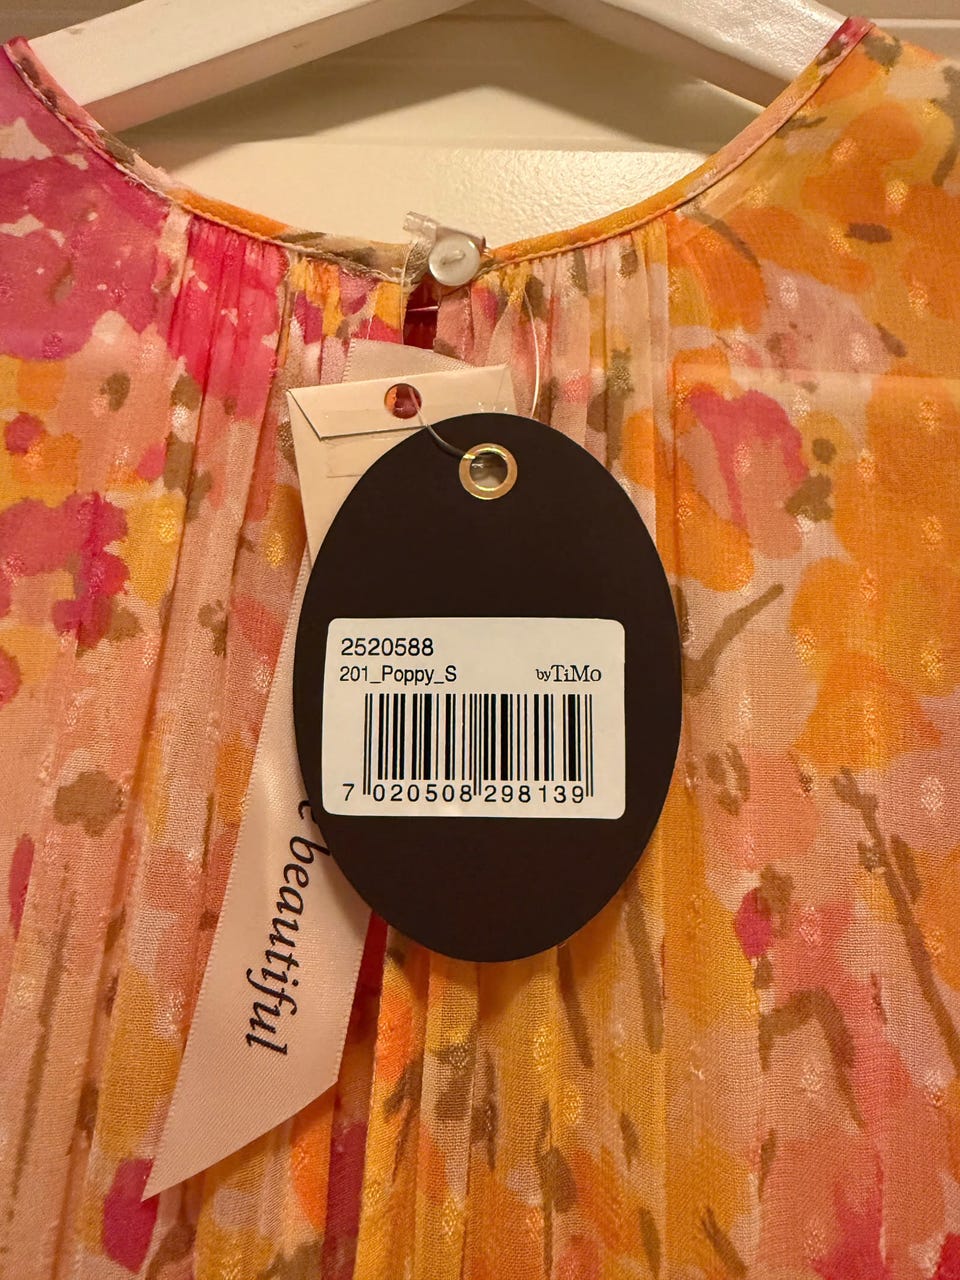 2520588
201_Poppy_S byTiMo
7 020508 298139
beautiful